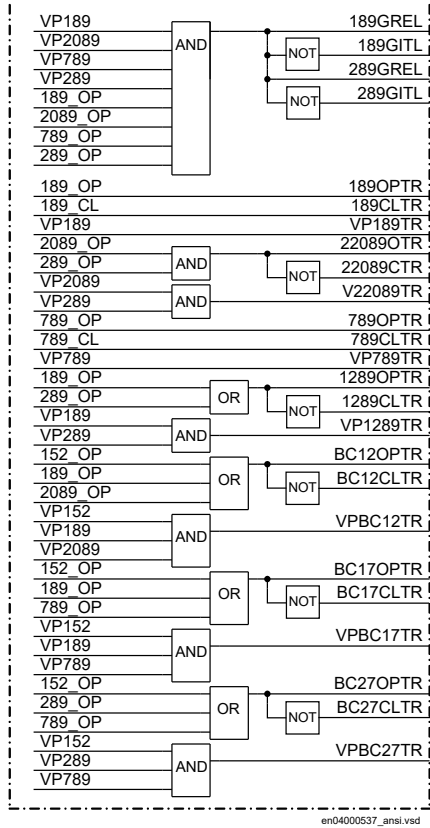 VP189 189GREL
VP2089 AND 189GITL
VP789 NOT
VP289 289GREL
189_OP NOT 289GITL
2089_OP
789_OP
289_OP
189_OP 189OPTR
189_CL 189CLTR
VP189 VP189TR
2089_OP 22089OTR
289_OP AND NOT 22089CTR
VP2089 V22089TR
VP289 AND
789_OP 789OPTR
789_CL 789CLTR
VP789 VP789TR
189_OP 1289OPTR
289_OP OR NOT 1289CLTR
VP189 VP1289TR
VP289 AND
152_OP BC12OPTR
189_OP OR NOT BC12CLTR
2089_OP
VP152 VPBC12TR
VP189 AND
VP2089
152_OP BC17OPTR
189_OP OR NOT BC17CLTR
789_OP
VP152 VPBC17TR
VP189 AND
VP789
152_OP BC27OPTR
289_OP OR NOT BC27CLTR
789_OP
VP152 VPBC27TR
VP289 AND
VP789
en04000537_ansi.vsd